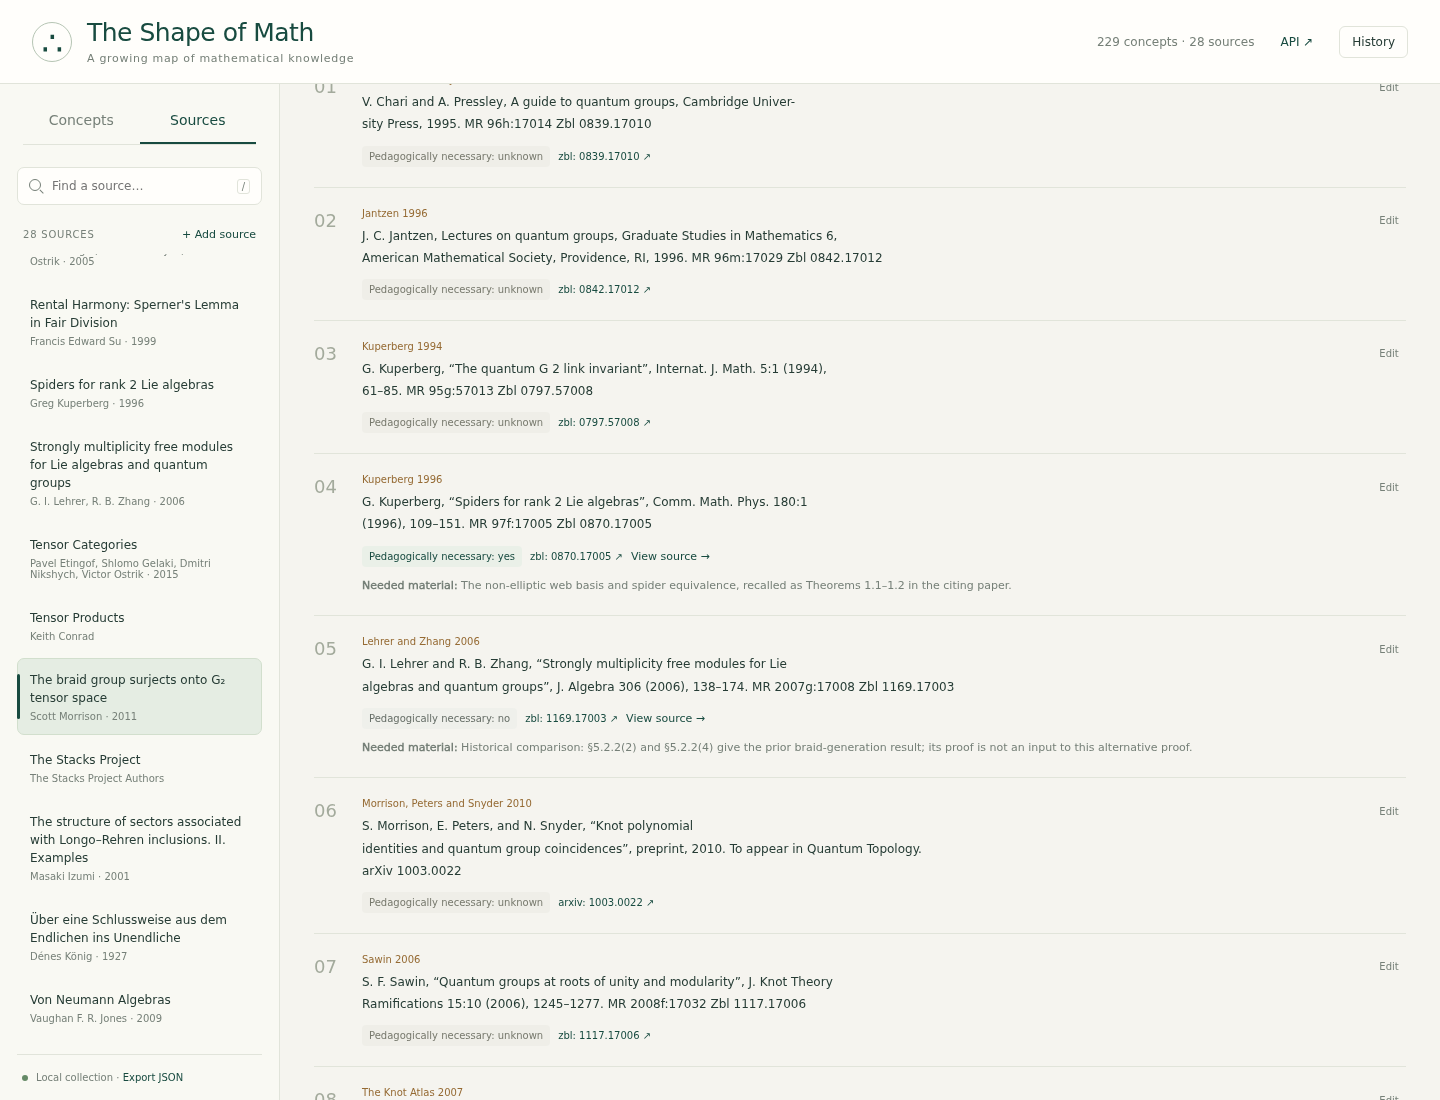 The Shape of Math
A growing map of mathematical knowledge
229 concepts · 28 sources
API ↗
History
Concepts
Sources
Find a source…
/
28 SOURCES
+ Add source
Ostrik · 2005
Rental Harmony: Sperner's Lemma
in Fair Division
Francis Edward Su · 1999
Spiders for rank 2 Lie algebras
Greg Kuperberg · 1996
Strongly multiplicity free modules
for Lie algebras and quantum
groups
G. I. Lehrer, R. B. Zhang · 2006
Tensor Categories
Pavel Etingof, Shlomo Gelaki, Dmitri
Nikshych, Victor Ostrik · 2015
Tensor Products
Keith Conrad
The braid group surjects onto G₂
tensor space
Scott Morrison · 2011
The Stacks Project
The Stacks Project Authors
The structure of sectors associated
with Longo–Rehren inclusions. II.
Examples
Masaki Izumi · 2001
Über eine Schlussweise aus dem
Endlichen ins Unendliche
Dénes König · 1927
Von Neumann Algebras
Vaughan F. R. Jones · 2009
Local collection · Export JSON
01
Edit
V. Chari and A. Pressley, A guide to quantum groups, Cambridge Univer-
sity Press, 1995. MR 96h:17014 Zbl 0839.17010
Pedagogically necessary: unknown zbl: 0839.17010 ↗
02
Jantzen 1996
Edit
J. C. Jantzen, Lectures on quantum groups, Graduate Studies in Mathematics 6,
American Mathematical Society, Providence, RI, 1996. MR 96m:17029 Zbl 0842.17012
Pedagogically necessary: unknown zbl: 0842.17012 ↗
03
Kuperberg 1994
Edit
G. Kuperberg, “The quantum G 2 link invariant”, Internat. J. Math. 5:1 (1994),
61–85. MR 95g:57013 Zbl 0797.57008
Pedagogically necessary: unknown zbl: 0797.57008 ↗
04
Kuperberg 1996
Edit
G. Kuperberg, “Spiders for rank 2 Lie algebras”, Comm. Math. Phys. 180:1
(1996), 109–151. MR 97f:17005 Zbl 0870.17005
Pedagogically necessary: yes zbl: 0870.17005 ↗ View source →
Needed material: The non-elliptic web basis and spider equivalence, recalled as Theorems 1.1–1.2 in the citing paper.
05
Lehrer and Zhang 2006
Edit
G. I. Lehrer and R. B. Zhang, “Strongly multiplicity free modules for Lie
algebras and quantum groups”, J. Algebra 306 (2006), 138–174. MR 2007g:17008 Zbl 1169.17003
Pedagogically necessary: no zbl: 1169.17003 ↗ View source →
Needed material: Historical comparison: §5.2.2(2) and §5.2.2(4) give the prior braid-generation result; its proof is not an input to this alternative proof.
06
Morrison, Peters and Snyder 2010
Edit
S. Morrison, E. Peters, and N. Snyder, “Knot polynomial
identities and quantum group coincidences”, preprint, 2010. To appear in Quantum Topology.
arXiv 1003.0022
Pedagogically necessary: unknown arxiv: 1003.0022 ↗
07
Sawin 2006
Edit
S. F. Sawin, “Quantum groups at roots of unity and modularity”, J. Knot Theory
Ramifications 15:10 (2006), 1245–1277. MR 2008f:17032 Zbl 1117.17006
Pedagogically necessary: unknown zbl: 1117.17006 ↗
08
The Knot Atlas 2007
Edit